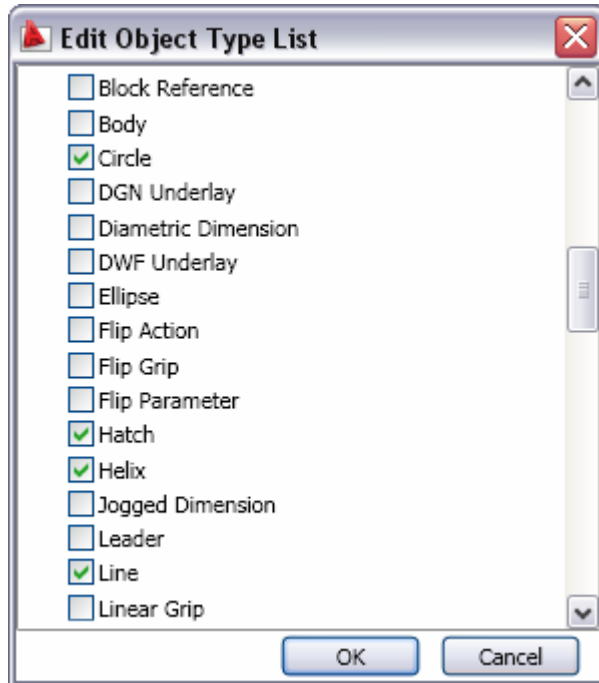 Edit Object Type List
Block Reference
Body
Circle
DGN Underlay
Diametric Dimension
DWF Underlay
Ellipse
Flip Action
Flip Grip
Flip Parameter
Hatch
Helix
Jogged Dimension
Leader
Line
Linear Grip
OK Cancel